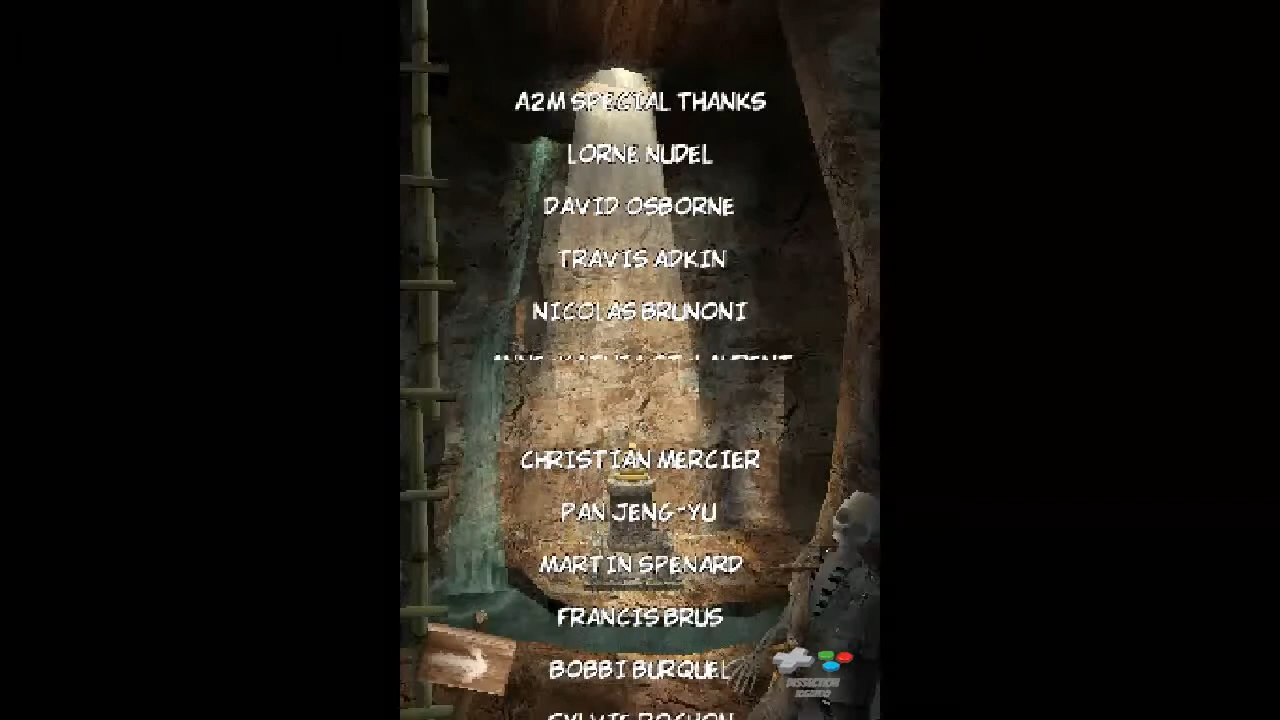 A2M SPECIAL THANKS
LORNE NUDEL
DAVID OSBORNE
TRAVIS ADKIN
NICOLAS BRUNONI
CHRISTIAN MERCIER
PAN JENG-YU
MARTIN SPENARD
FRANCIS BRUS
BOBBI BURQUEL